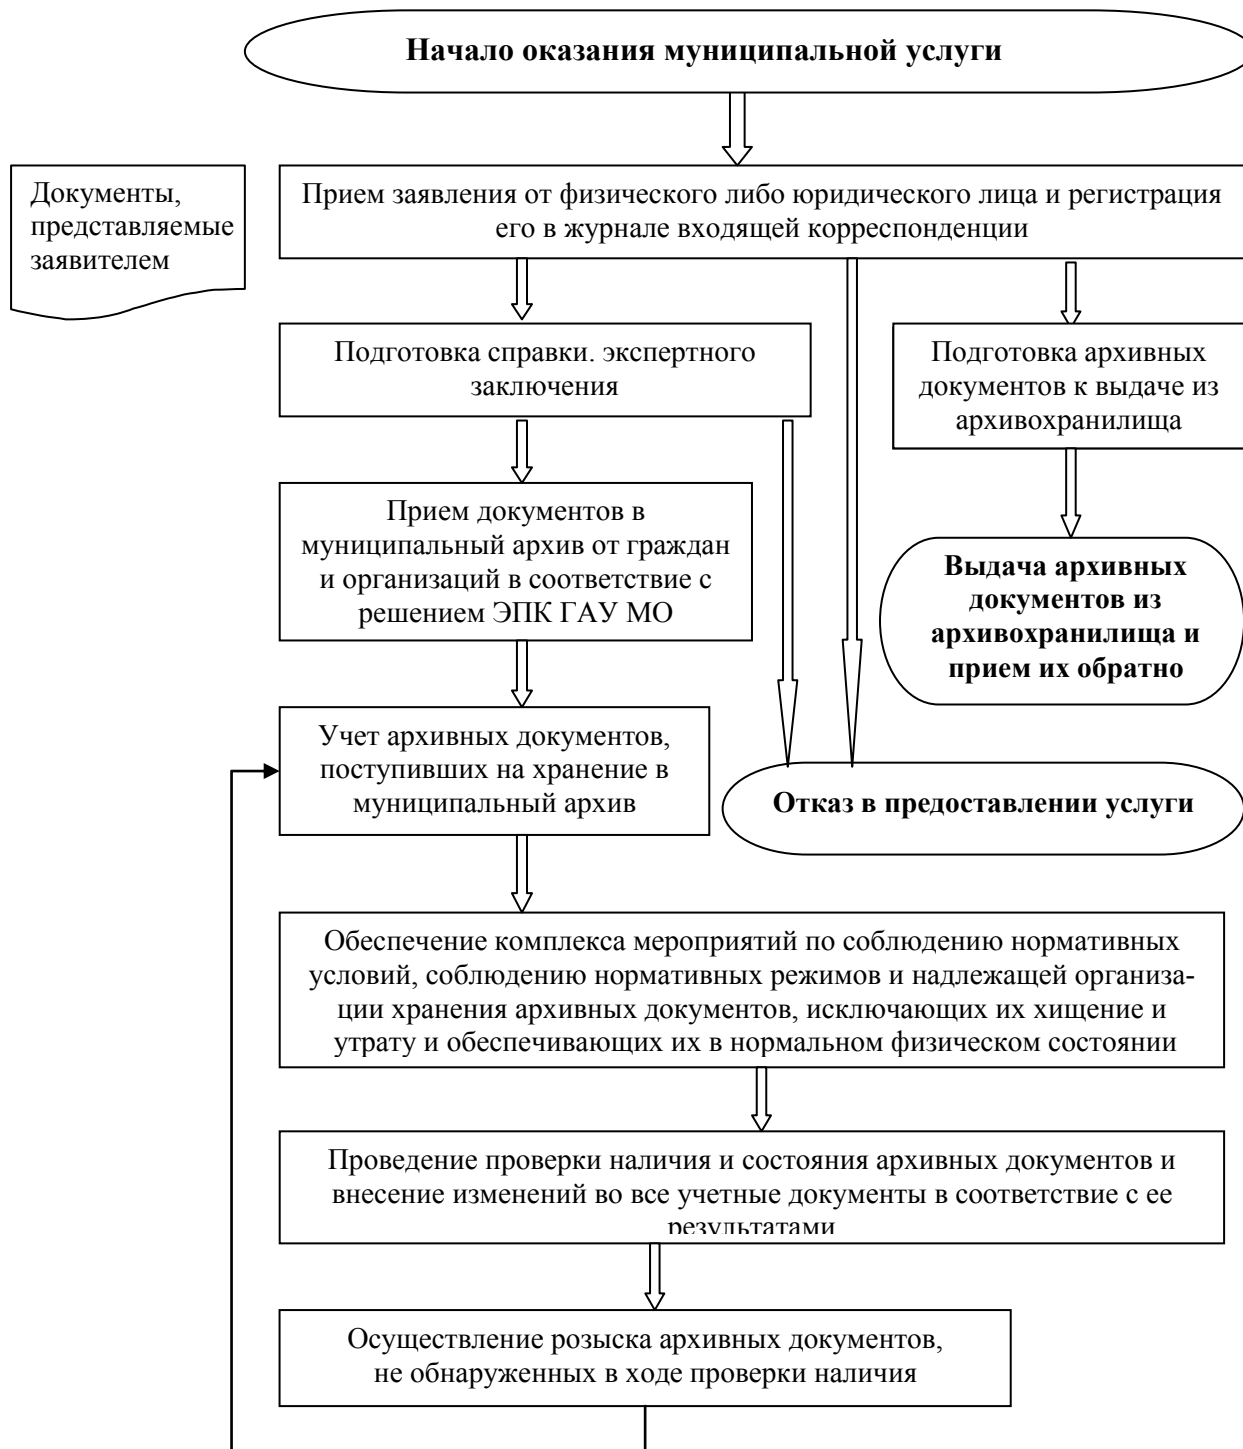 Начало оказания муниципальной услуги
Документы,
представляемые
заявителем
Прием заявления от физического либо юридического лица и регистрация
его в журнале входящей корреспонденции
Подготовка справки. экспертного
заключения
Подготовка архивных
документов к выдаче из
архивохранилища
Прием документов в
муниципальный архив от граждан
и организаций в соответствие с
решением ЭПК ГАУ МО
Выдача архивных
документов из
архивохранилища и
прием их обратно
Учет архивных документов,
поступивших на хранение в
муниципальный архив
Отказ в предоставлении услуги
Обеспечение комплекса мероприятий по соблюдению нормативных
условий, соблюдению нормативных режимов и надлежащей организа-
ции хранения архивных документов, исключающих их хищение и
утрату и обеспечивающих их в нормальном физическом состоянии
Проведение проверки наличия и состояния архивных документов и
внесение изменений во все учетные документы в соответствие с ее
результатами
Осуществление розыска архивных документов,
не обнаруженных в ходе проверки наличия